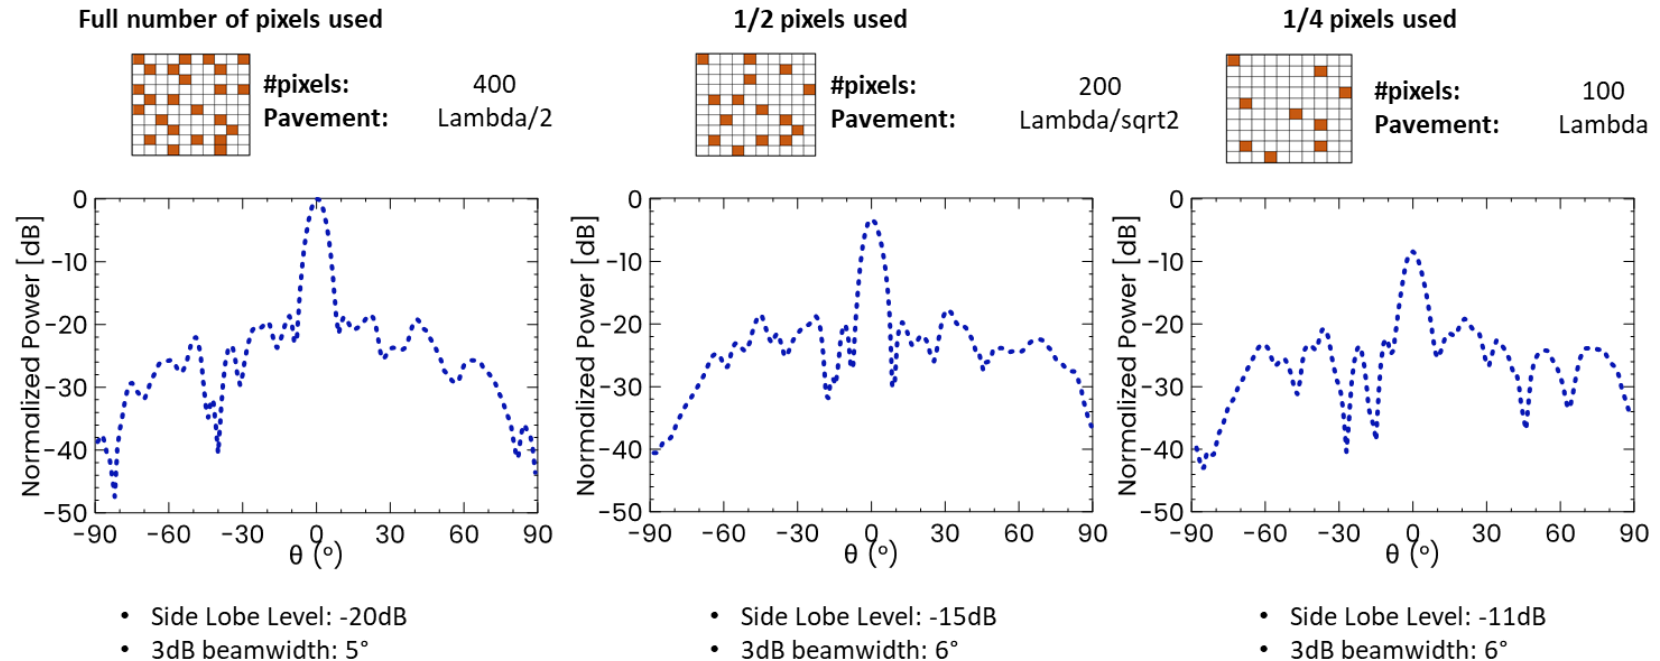 Full number of pixels used
#pixels: 400
Pavement: Lambda/2
1/2 pixels used
#pixels: 200
Pavement: Lambda/sqrt2
1/4 pixels used
#pixels: 100
Pavement: Lambda
Normalized Power [dB]
0
−10
−20
−30
−40
−50
−90 −60 −30 0 30 60 90
θ (°)
Normalized Power [dB]
0
−10
−20
−30
−40
−50
−90 −60 −30 0 30 60 90
θ (°)
Normalized Power [dB]
0
−10
−20
−30
−40
−50
−90 −60 −30 0 30 60 90
θ (°)
• Side Lobe Level: -20dB
• 3dB beamwidth: 5°
• Side Lobe Level: -15dB
• 3dB beamwidth: 6°
• Side Lobe Level: -11dB
• 3dB beamwidth: 6°